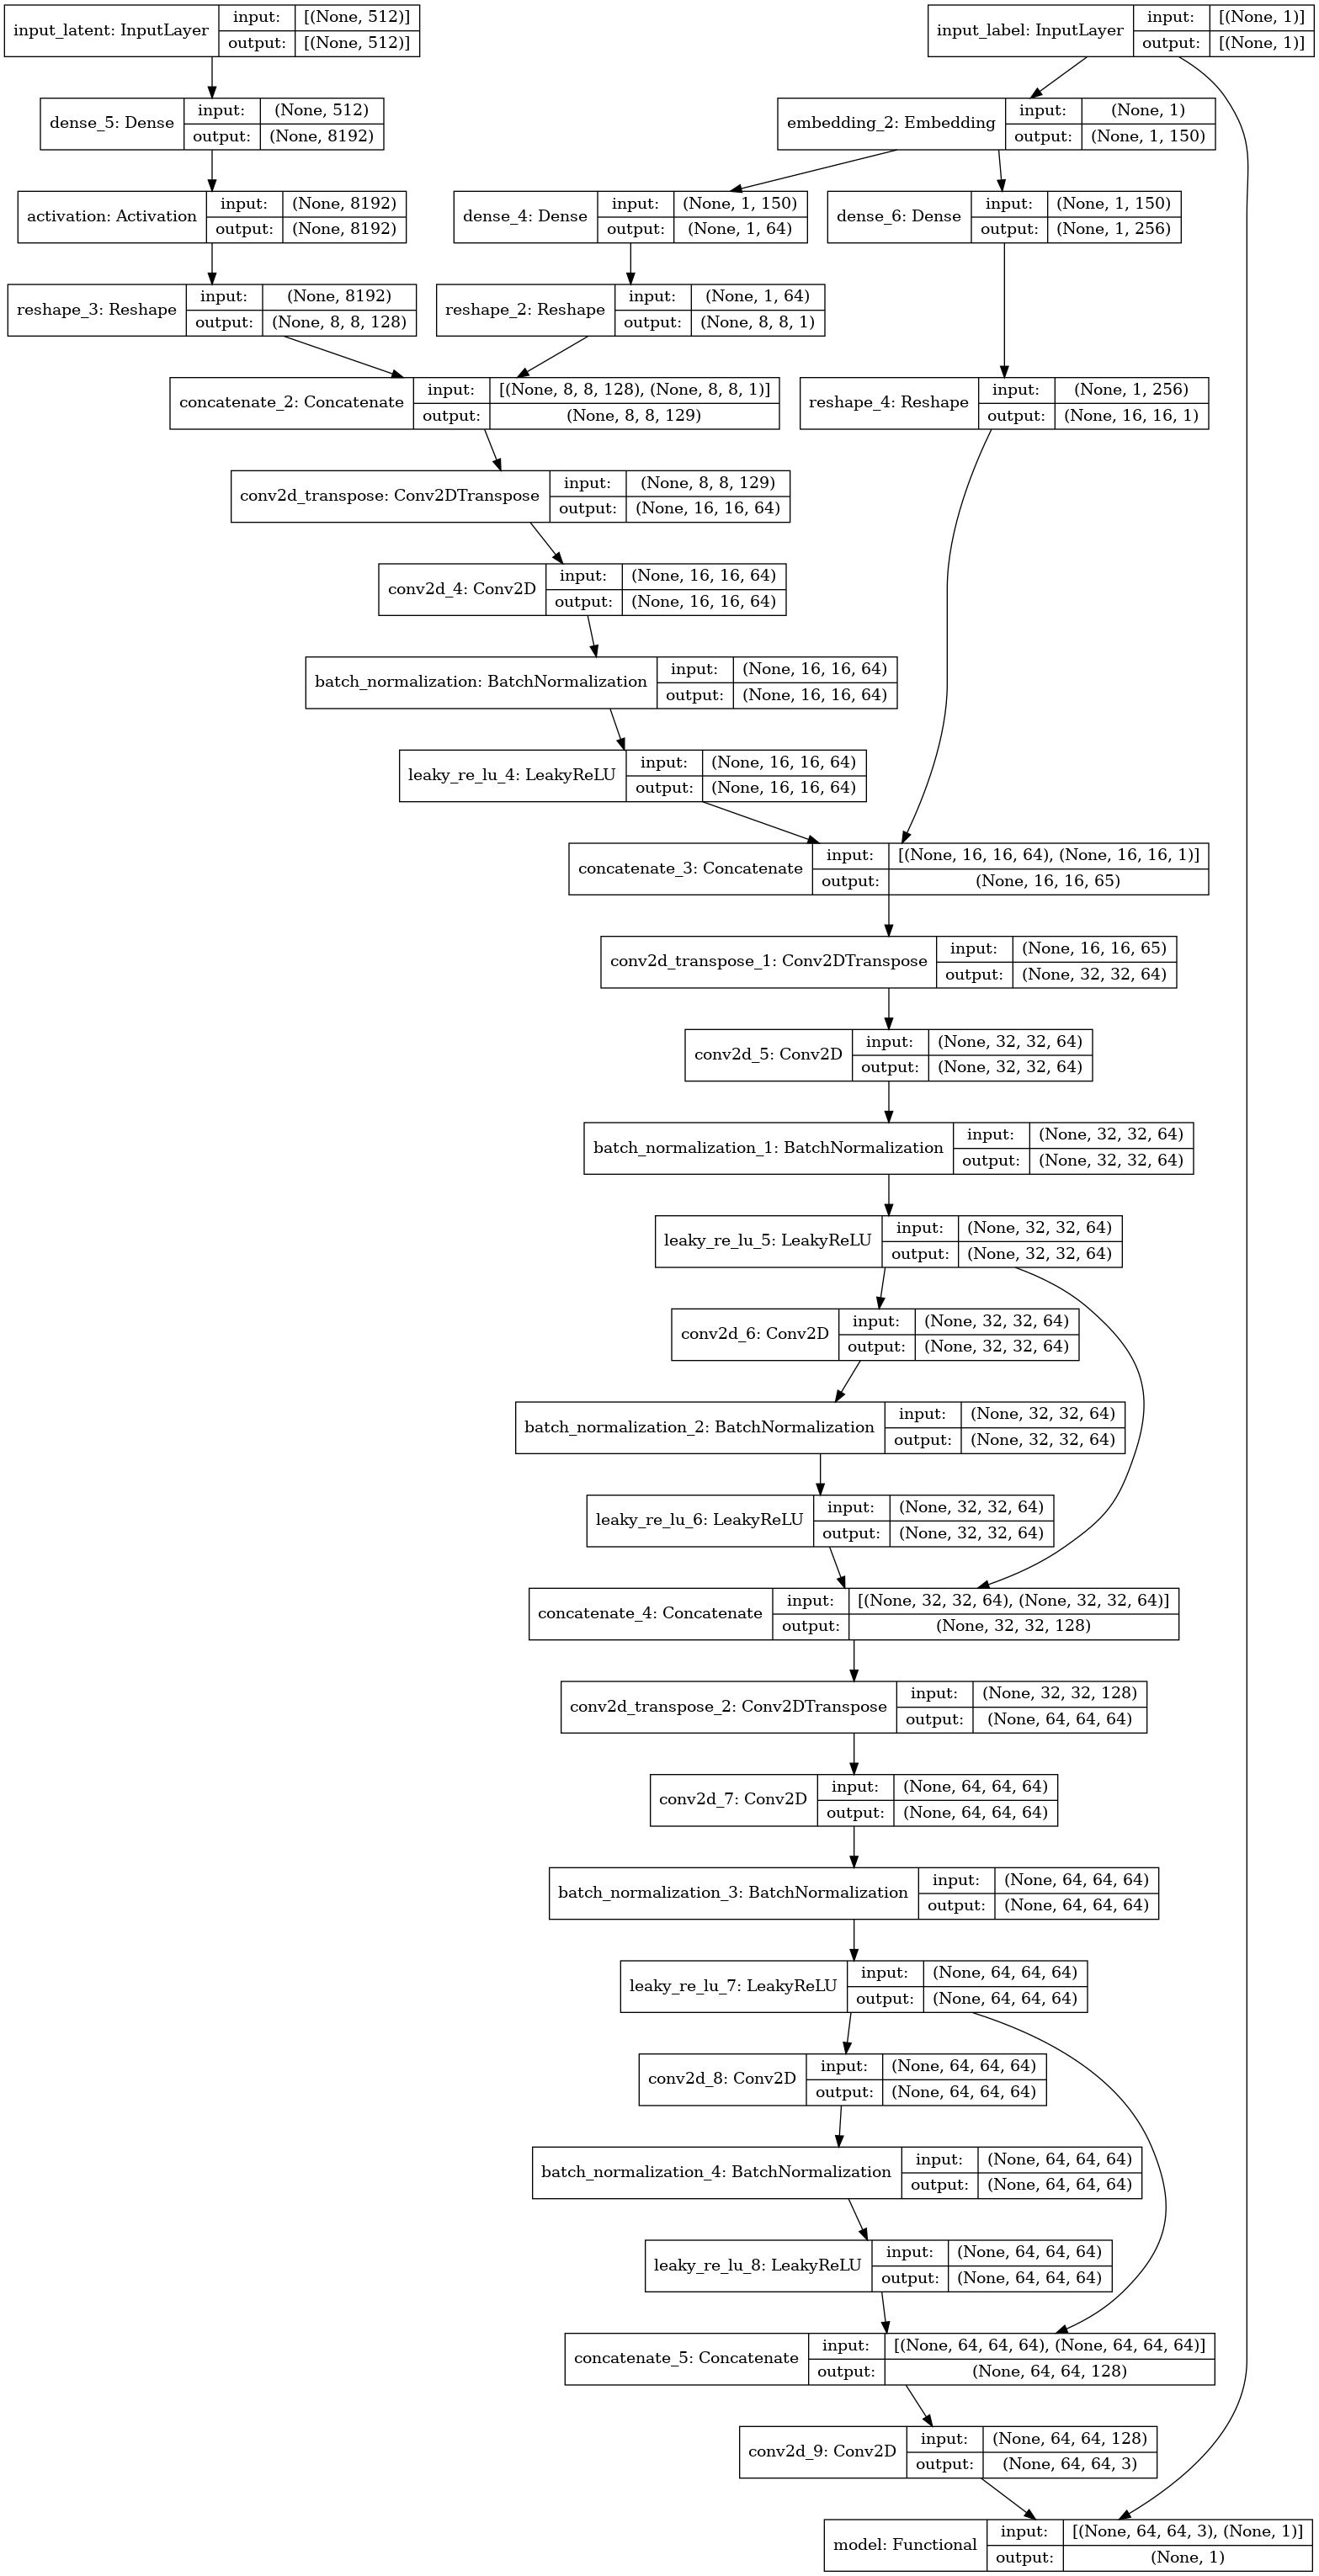 input_latent: InputLayer input: [(None, 512)]
output: [(None, 512)]
input_label: InputLayer input: [(None, 1)]
output: [(None, 1)]
dense_5: Dense input: (None, 512)
output: (None, 8192)
embedding_2: Embedding input: (None, 1)
output: (None, 1, 150)
activation: Activation input: (None, 8192)
output: (None, 8192)
dense_4: Dense input: (None, 1, 150)
output: (None, 1, 64)
dense_6: Dense input: (None, 1, 150)
output: (None, 1, 256)
reshape_3: Reshape input: (None, 8192)
output: (None, 8, 8, 128)
reshape_2: Reshape input: (None, 1, 64)
output: (None, 8, 8, 1)
concatenate_2: Concatenate input: [(None, 8, 8, 128), (None, 8, 8, 1)]
output: (None, 8, 8, 129)
reshape_4: Reshape input: (None, 1, 256)
output: (None, 16, 16, 1)
conv2d_transpose: Conv2DTranspose input: (None, 8, 8, 129)
output: (None, 16, 16, 64)
conv2d_4: Conv2D input: (None, 16, 16, 64)
output: (None, 16, 16, 64)
batch_normalization: BatchNormalization input: (None, 16, 16, 64)
output: (None, 16, 16, 64)
leaky_re_lu_4: LeakyReLU input: (None, 16, 16, 64)
output: (None, 16, 16, 64)
concatenate_3: Concatenate input: [(None, 16, 16, 64), (None, 16, 16, 1)]
output: (None, 16, 16, 65)
conv2d_transpose_1: Conv2DTranspose input: (None, 16, 16, 65)
output: (None, 32, 32, 64)
conv2d_5: Conv2D input: (None, 32, 32, 64)
output: (None, 32, 32, 64)
batch_normalization_1: BatchNormalization input: (None, 32, 32, 64)
output: (None, 32, 32, 64)
leaky_re_lu_5: LeakyReLU input: (None, 32, 32, 64)
output: (None, 32, 32, 64)
conv2d_6: Conv2D input: (None, 32, 32, 64)
output: (None, 32, 32, 64)
batch_normalization_2: BatchNormalization input: (None, 32, 32, 64)
output: (None, 32, 32, 64)
leaky_re_lu_6: LeakyReLU input: (None, 32, 32, 64)
output: (None, 32, 32, 64)
concatenate_4: Concatenate input: [(None, 32, 32, 64), (None, 32, 32, 64)]
output: (None, 32, 32, 128)
conv2d_transpose_2: Conv2DTranspose input: (None, 32, 32, 128)
output: (None, 64, 64, 64)
conv2d_7: Conv2D input: (None, 64, 64, 64)
output: (None, 64, 64, 64)
batch_normalization_3: BatchNormalization input: (None, 64, 64, 64)
output: (None, 64, 64, 64)
leaky_re_lu_7: LeakyReLU input: (None, 64, 64, 64)
output: (None, 64, 64, 64)
conv2d_8: Conv2D input: (None, 64, 64, 64)
output: (None, 64, 64, 64)
batch_normalization_4: BatchNormalization input: (None, 64, 64, 64)
output: (None, 64, 64, 64)
leaky_re_lu_8: LeakyReLU input: (None, 64, 64, 64)
output: (None, 64, 64, 64)
concatenate_5: Concatenate input: [(None, 64, 64, 64), (None, 64, 64, 64)]
output: (None, 64, 64, 128)
conv2d_9: Conv2D input: (None, 64, 64, 128)
output: (None, 64, 64, 3)
model: Functional input: [(None, 64, 64, 3), (None, 1)]
output: (None, 1)